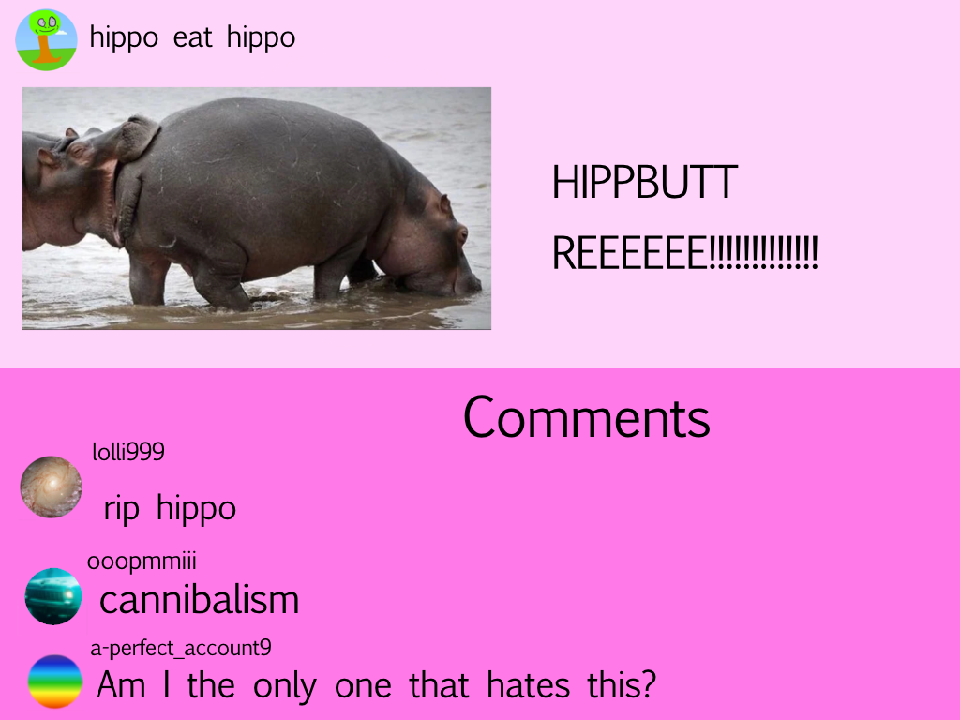 hippo eat hippo
HIPPBUTT
REEEEEE!!!!!!!!!!!!!
Comments
lolli999
rip hippo
ooopmmiii
cannibalism
a-perfect_account9
Am I the only one that hates this?